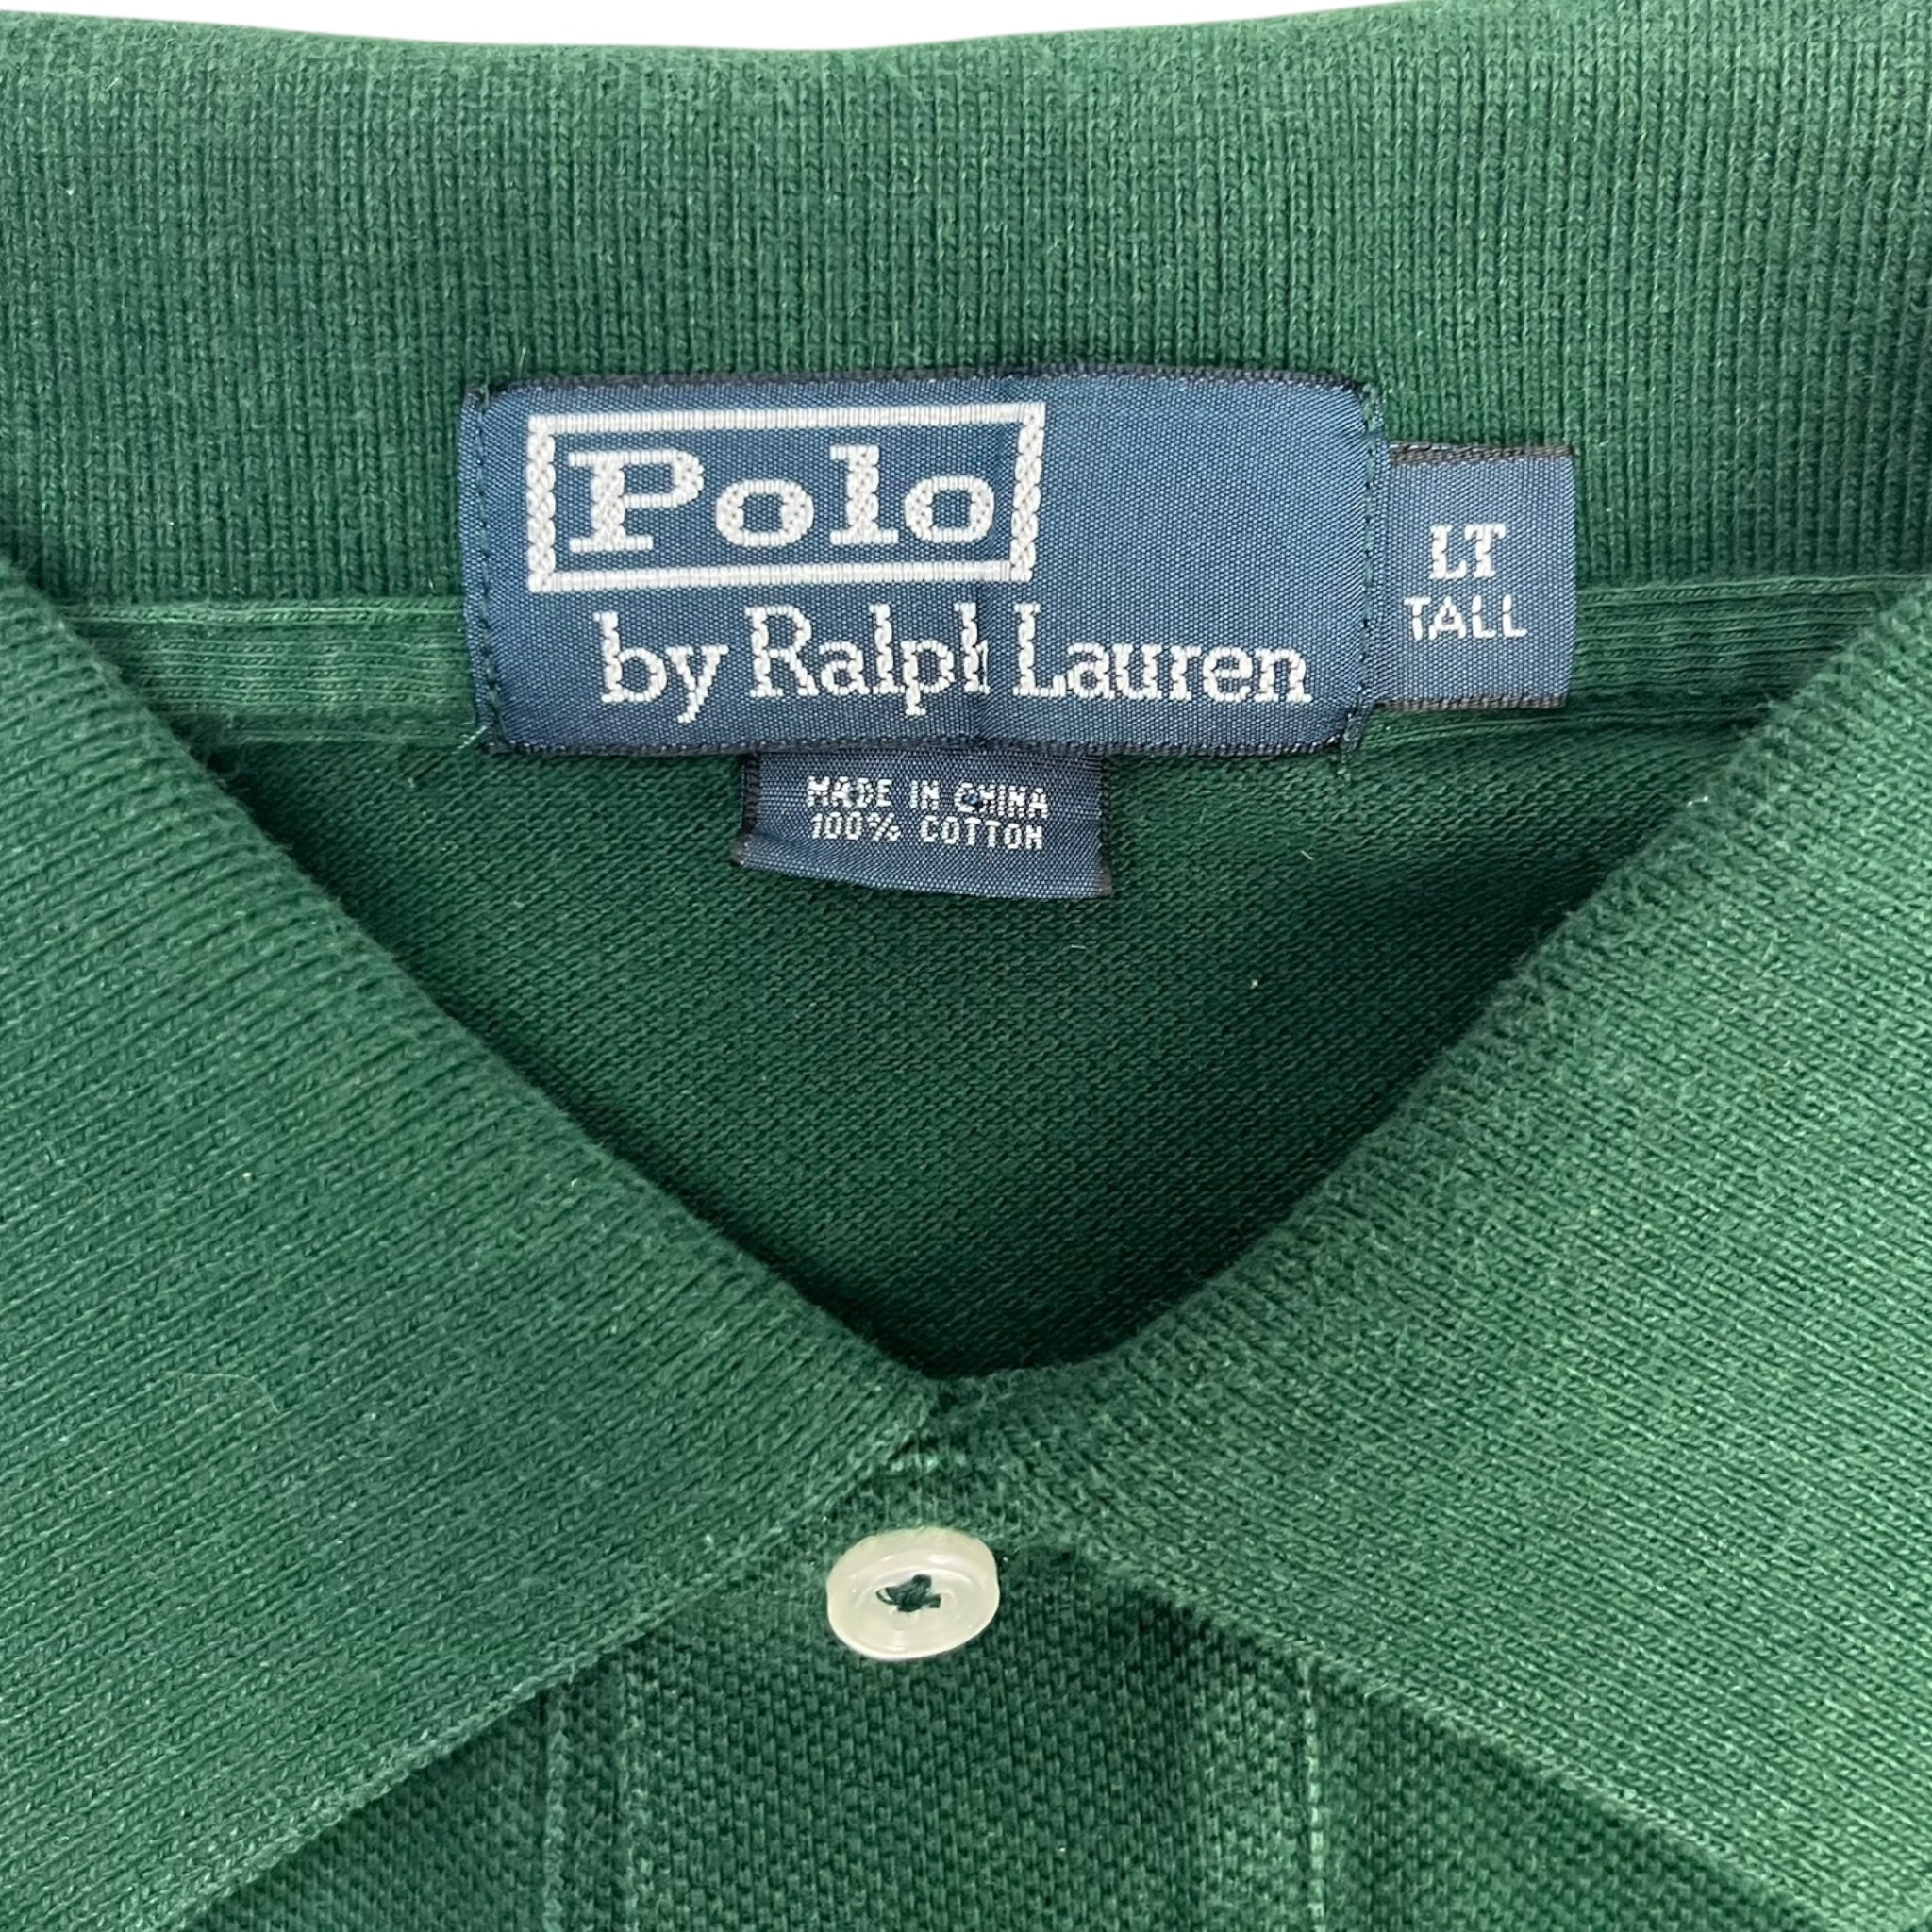 Polo
by Ralph Lauren
LT
TALL
MADE IN CHINA
100% COTTON